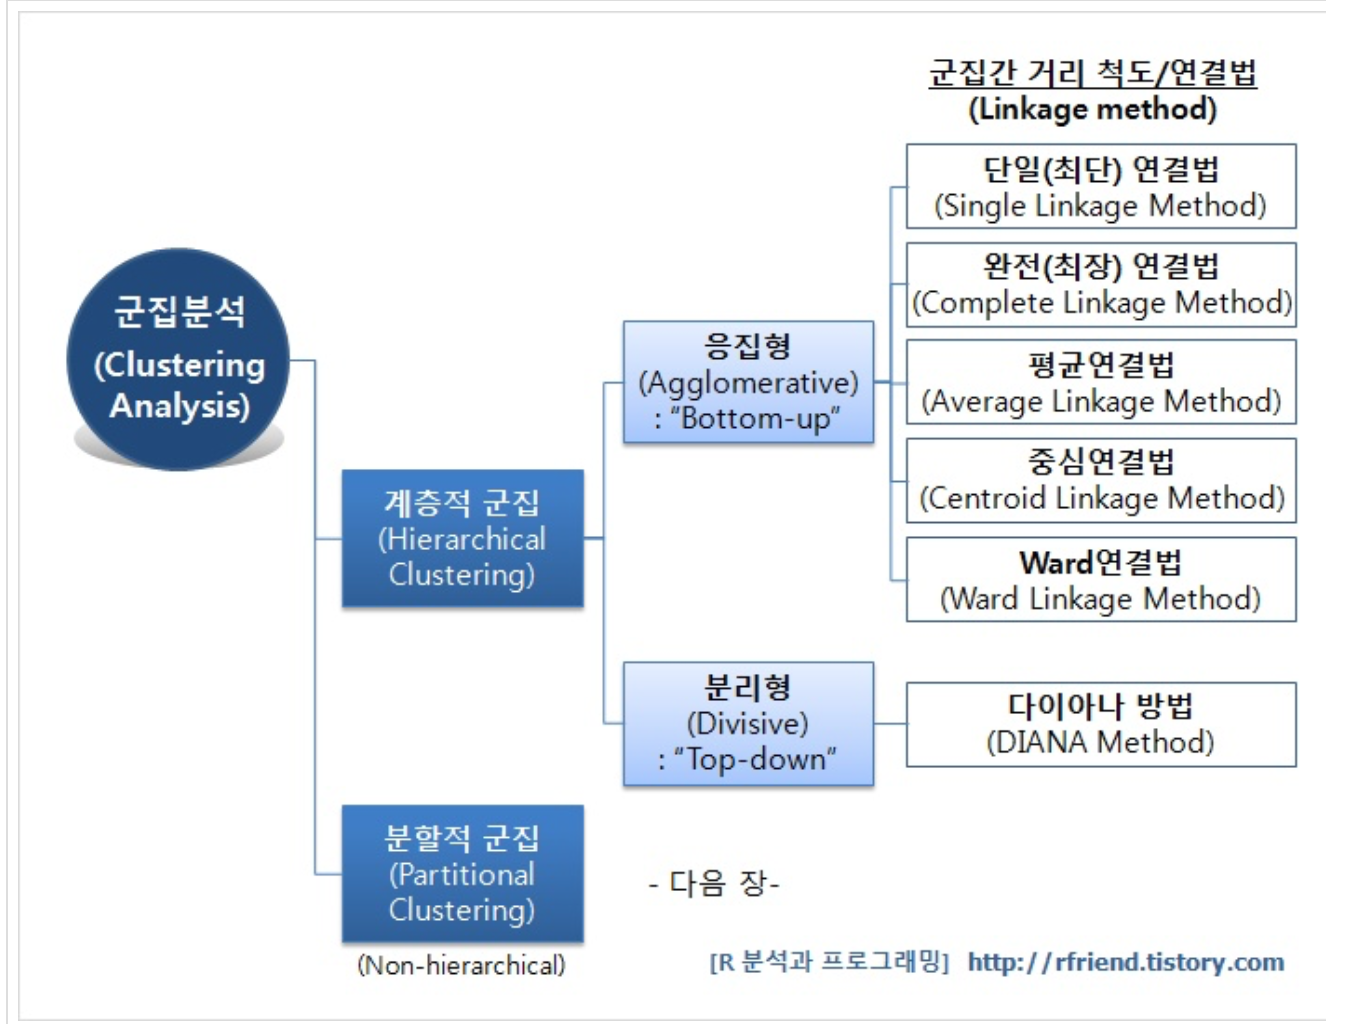 군집간 거리 척도/연결법
(Linkage method)
단일(최단) 연결법
(Single Linkage Method)
완전(최장) 연결법
(Complete Linkage Method)
평균연결법
(Average Linkage Method)
중심연결법
(Centroid Linkage Method)
Ward연결법
(Ward Linkage Method)
군집분석
(Clustering
Analysis)
응집형
(Agglomerative)
: "Bottom-up"
계층적 군집
(Hierarchical
Clustering)
분리형
(Divisive)
: "Top-down"
다이아나 방법
(DIANA Method)
분할적 군집
(Partitional
Clustering)
(Non-hierarchical)
- 다음 장-
[R 분석과 프로그래밍] http://rfriend.tistory.com